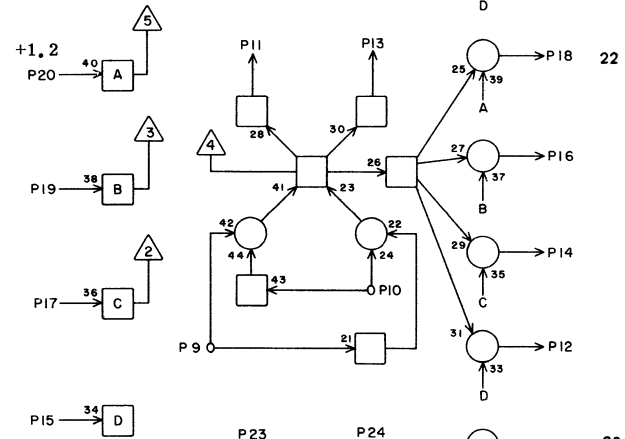 D
5
+1.2
40
P20 A
P11 P13
25 39 P18 22
A
28 30
3
4
38
P19 B
26
27 37 P16
B
41 23
42 22
44 24
2
29 35 P14
C
36
P17 C
43
P10
P9 21
31 33 P12
D
34
P15 D
P23 P24